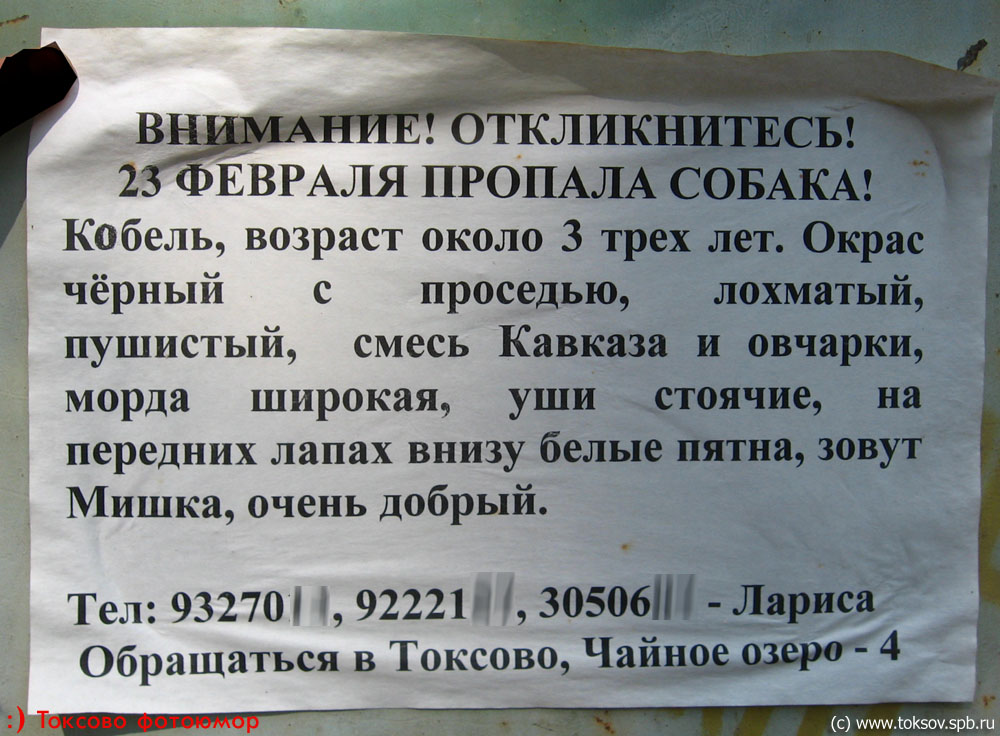 ВНИМАНИЕ! ОТКЛИКНИТЕСЬ!
23 ФЕВРАЛЯ ПРОПАЛА СОБАКА!
Кобель, возраст около 3 трех лет. Окрас
чёрный с проседью, лохматый,
пушистый, смесь Кавказа и овчарки,
морда широкая, уши стоячие, на
передних лапах внизу белые пятна, зовут
Мишка, очень добрый.
Тел: 93270, 92221, 30506 - Лариса
Обращаться в Токсово, Чайное озеро - 4
:) Токсово фотоюмор
(c) www.toksov.spb.ru